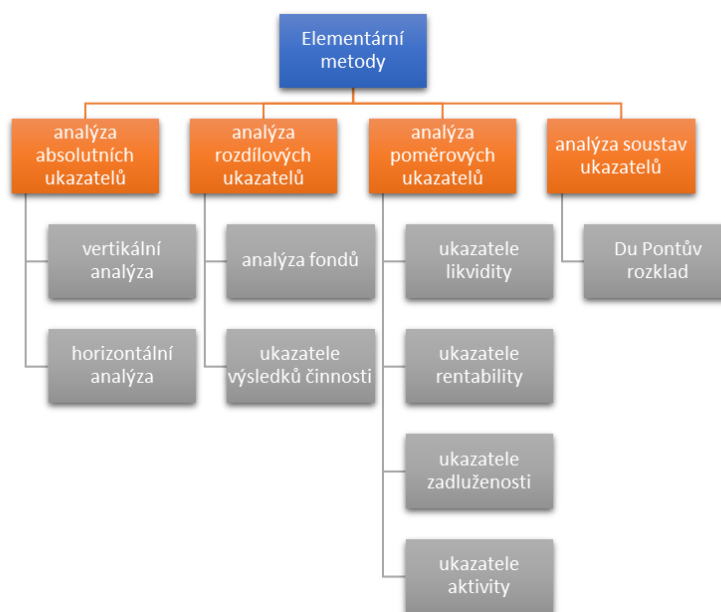 Elementární
metody
analýza
absolutních
ukazatelů
analýza
rozdílových
ukazatelů
analýza
poměrových
ukazatelů
analýza soustav
ukazatelů
vertikální
analýza
horizontální
analýza
analýza fondů
ukazatele
výsledků činnosti
ukazatele
likvidity
ukazatele
rentability
ukazatele
zadluženosti
ukazatele
aktivity
Du Pontův
rozklad